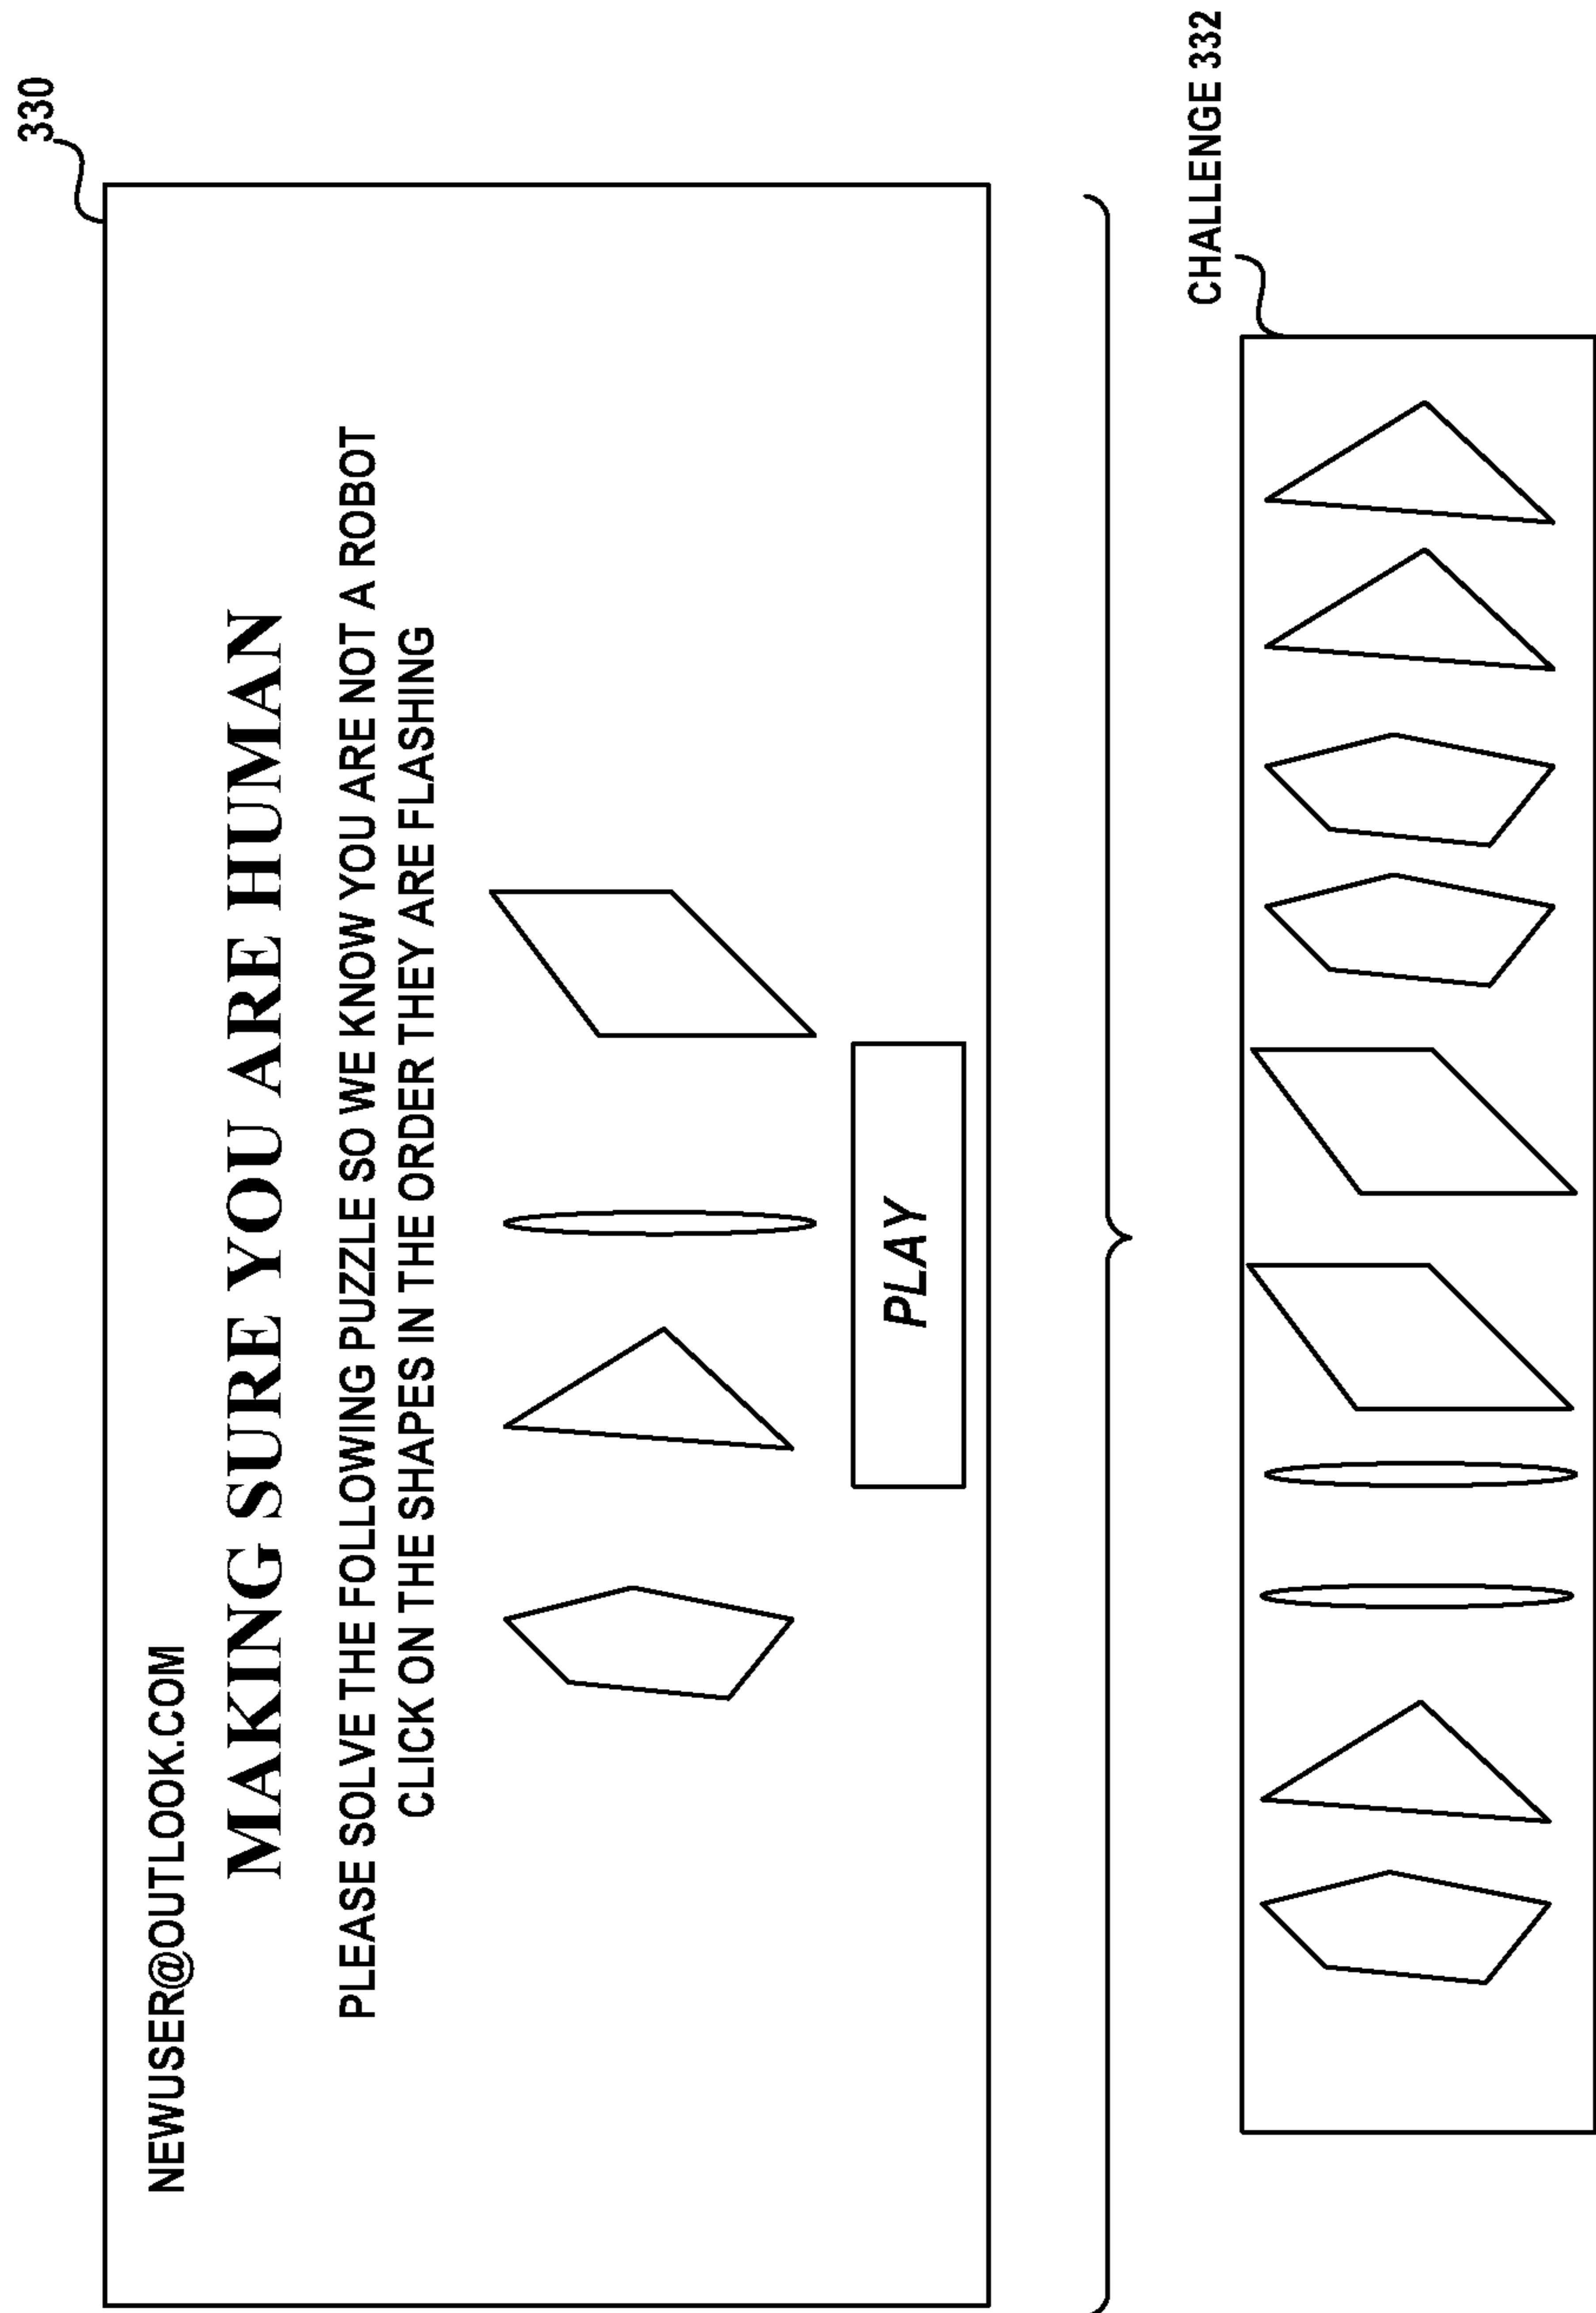 330
NEWUSER@OUTLOOK.COM
MAKING SURE YOU ARE HUMAN
PLEASE SOLVE THE FOLLOWING PUZZLE SO WE KNOW YOU ARE NOT A ROBOT
CLICK ON THE SHAPES IN THE ORDER THEY ARE FLASHING
PLAY
CHALLENGE 332